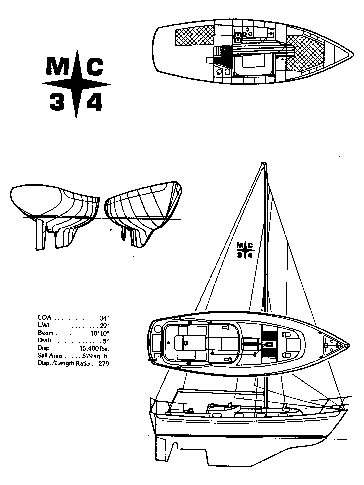 M C
3 4
M C
3 4
LOA . . . . . . . . . 34'
LWL . . . . . . . . . 29'
Beam . . . . . . 10'10"
Draft . . . . . . . . . 5'
Disp. . . . . 15,400 lbs.
Sail Area . . . 579 sq. ft.
Disp./Length Ratio . . 279